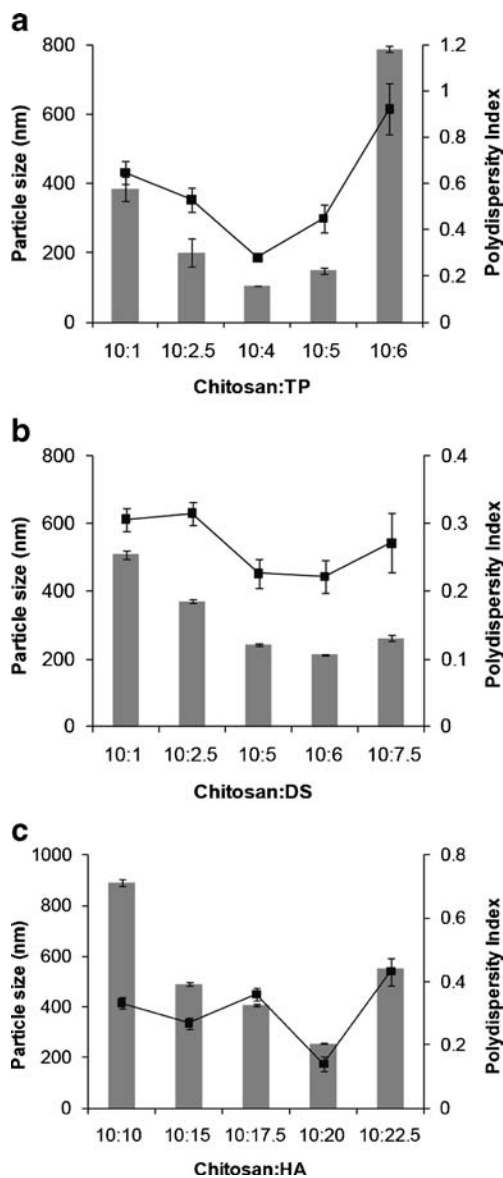 a
Particle size (nm)
800
600
400
200
0
1.2
1
0.8
0.6
0.4
0.2
0
Polydispersity Index
10:1 10:2.5 10:4 10:5 10:6
Chitosan:TP
b
Particle size (nm)
800
600
400
200
0
0.4
0.3
0.2
0.1
0
Polydispersity Index
10:1 10:2.5 10:5 10:6 10:7.5
Chitosan:DS
c
Particle size (nm)
1000
800
600
400
200
0
0.8
0.6
0.4
0.2
0
Polydispersity Index
10:10 10:15 10:17.5 10:20 10:22.5
Chitosan:HA